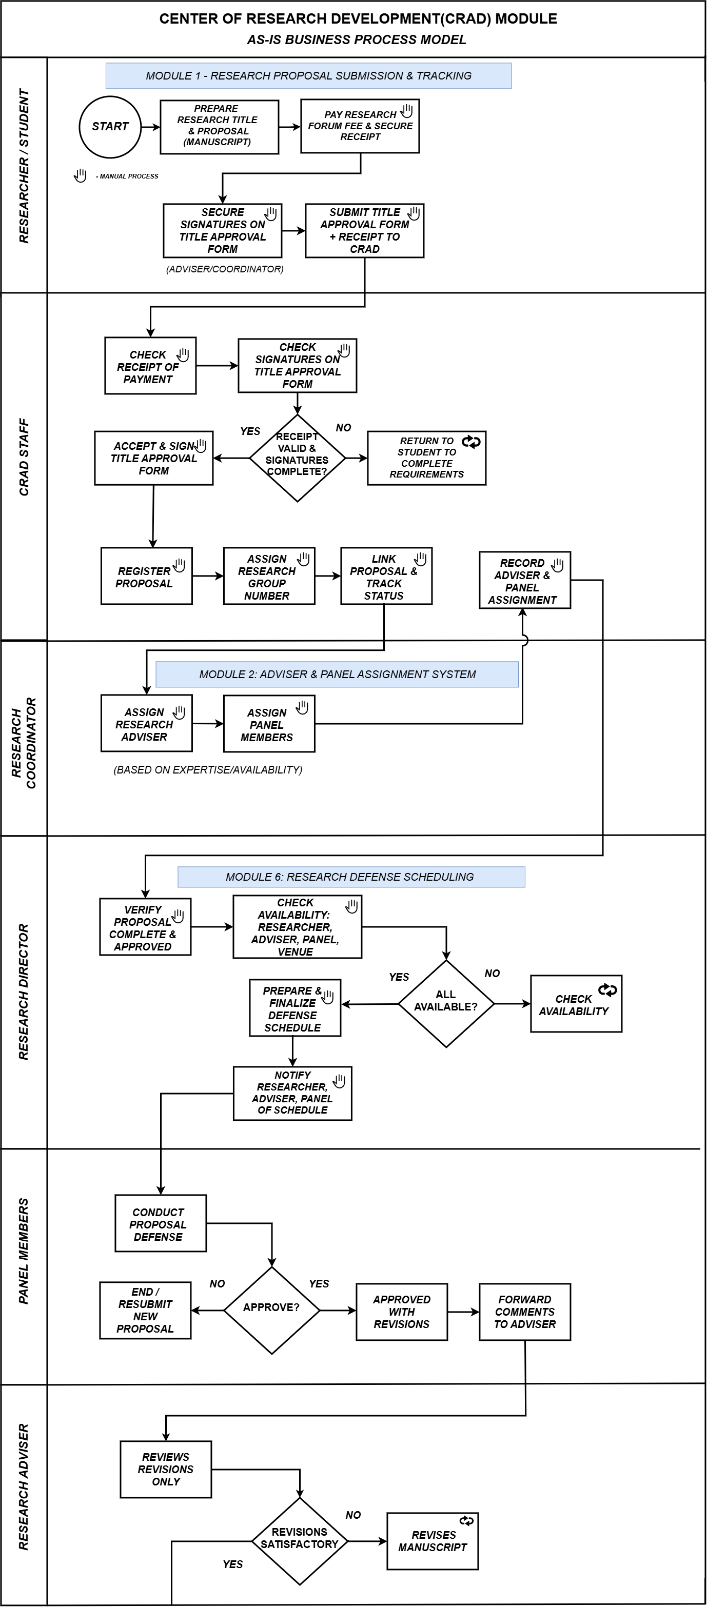 CENTER OF RESEARCH DEVELOPMENT(CRAD) MODULE
AS-IS BUSINESS PROCESS MODEL
RESEARCHER / STUDENT
MODULE 1 - RESEARCH PROPOSAL SUBMISSION & TRACKING
START
PREPARE
RESEARCH TITLE
& PROPOSAL
(MANUSCRIPT)
PAY RESEARCH
FORUM FEE & SECURE
RECEIPT
- MANUAL PROCESS
SECURE
SIGNATURES ON
TITLE APPROVAL
FORM
(ADVISER/COORDINATOR)
SUBMIT TITLE
APPROVAL FORM
+ RECEIPT TO
CRAD
CRAD STAFF
CHECK
RECEIPT OF
PAYMENT
CHECK
SIGNATURES ON
TITLE APPROVAL
FORM
RECEIPT
VALID &
SIGNATURES
COMPLETE?
YES
NO
ACCEPT & SIGN
TITLE APPROVAL
FORM
RETURN TO
STUDENT TO
COMPLETE
REQUIREMENTS
REGISTER
PROPOSAL
ASSIGN
RESEARCH
GROUP
NUMBER
LINK
PROPOSAL &
TRACK
STATUS
RECORD
ADVISER &
PANEL
ASSIGNMENT
RESEARCH
COORDINATOR
MODULE 2: ADVISER & PANEL ASSIGNMENT SYSTEM
ASSIGN
RESEARCH
ADVISER
ASSIGN
PANEL
MEMBERS
(BASED ON EXPERTISE/AVAILABILITY)
RESEARCH DIRECTOR
MODULE 6: RESEARCH DEFENSE SCHEDULING
VERIFY
PROPOSAL
COMPLETE &
APPROVED
CHECK
AVAILABILITY:
RESEARCHER,
ADVISER, PANEL,
VENUE
ALL
AVAILABLE?
YES
NO
PREPARE &
FINALIZE
DEFENSE
SCHEDULE
CHECK
AVAILABILITY
NOTIFY
RESEARCHER,
ADVISER, PANEL
OF SCHEDULE
PANEL MEMBERS
CONDUCT
PROPOSAL
DEFENSE
APPROVE?
NO
YES
END /
RESUBMIT
NEW
PROPOSAL
APPROVED
WITH
REVISIONS
FORWARD
COMMENTS
TO ADVISER
RESEARCH ADVISER
REVIEWS
REVISIONS
ONLY
REVISIONS
SATISFACTORY
NO
YES
REVISES
MANUSCRIPT